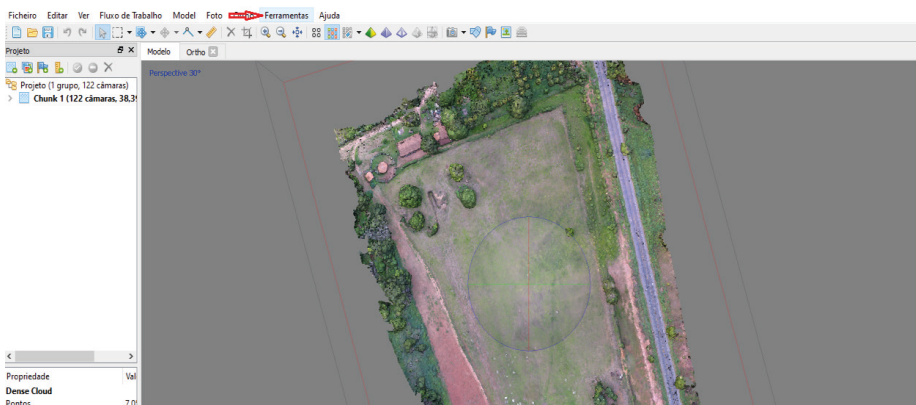 Ficheiro Editar Ver Fluxo de Trabalho Model Foto Ferramentas Ajuda
Projeto
Modelo Ortho
Perspective 30°
Projeto (1 grupo, 122 câmaras)
Chunk 1 (122 câmaras, 38,3
Propriedade Val
Dense Cloud
Pontos 7,0